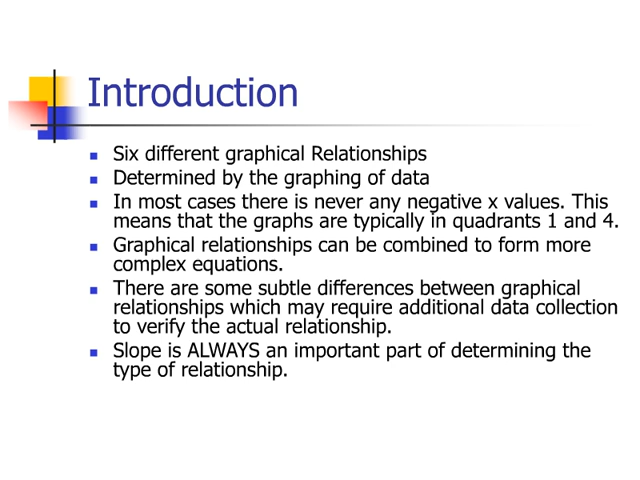 Introduction
Six different graphical Relationships
Determined by the graphing of data
In most cases there is never any negative x values. This
means that the graphs are typically in quadrants 1 and 4.
Graphical relationships can be combined to form more
complex equations.
There are some subtle differences between graphical
relationships which may require additional data collection
to verify the actual relationship.
Slope is ALWAYS an important part of determining the
type of relationship.